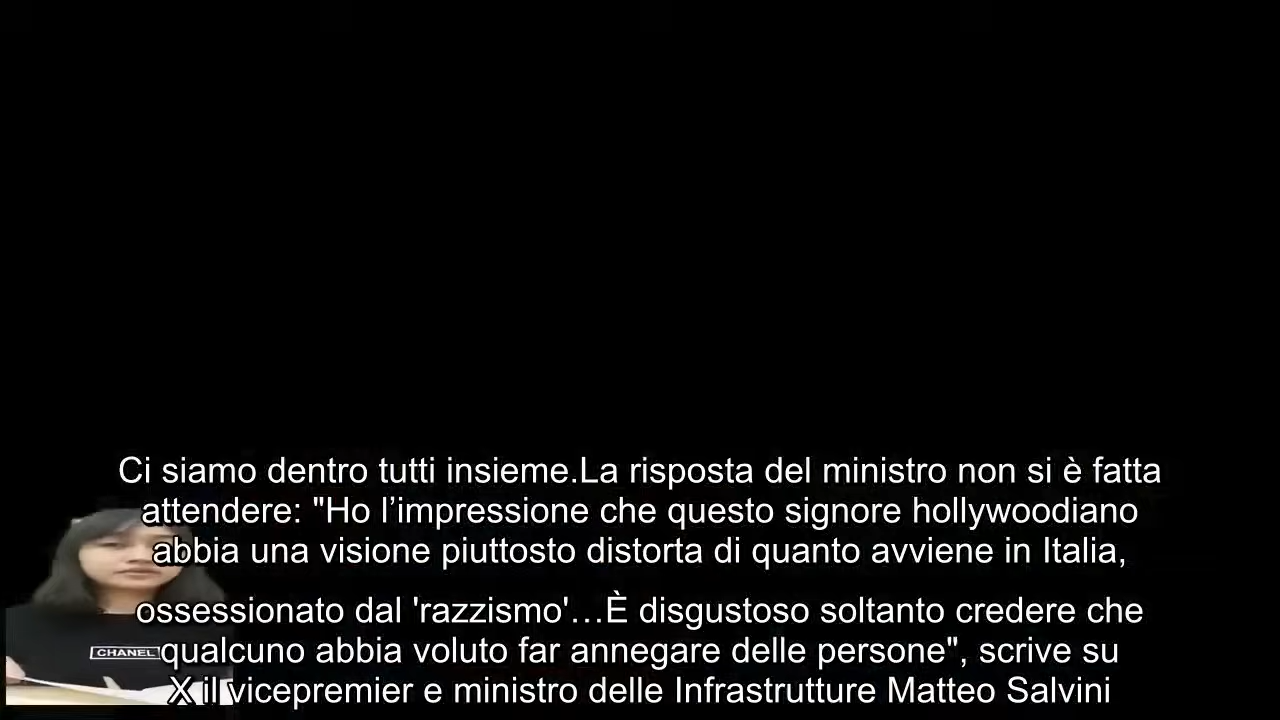 Ci siamo dentro tutti insieme.La risposta del ministro non si è fatta
attendere: "Ho l’impressione che questo signore hollywoodiano
abbia una visione piuttosto distorta di quanto avviene in Italia,
ossessionato dal 'razzismo'…È disgustoso soltanto credere che
qualcuno abbia voluto far annegare delle persone", scrive su
X il vicepremier e ministro delle Infrastrutture Matteo Salvini
CHANEL